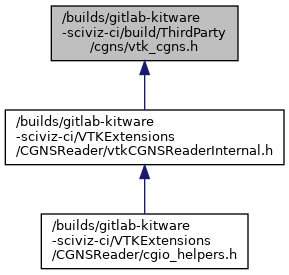 /builds/gitlab-kitware
-sciviz-ci/build/ThirdParty
/cgns/vtk_cgns.h
/builds/gitlab-kitware
-sciviz-ci/VTKExtensions
/CGNSReader/vtkCGNSReaderInternal.h
/builds/gitlab-kitware
-sciviz-ci/VTKExtensions
/CGNSReader/cgio_helpers.h